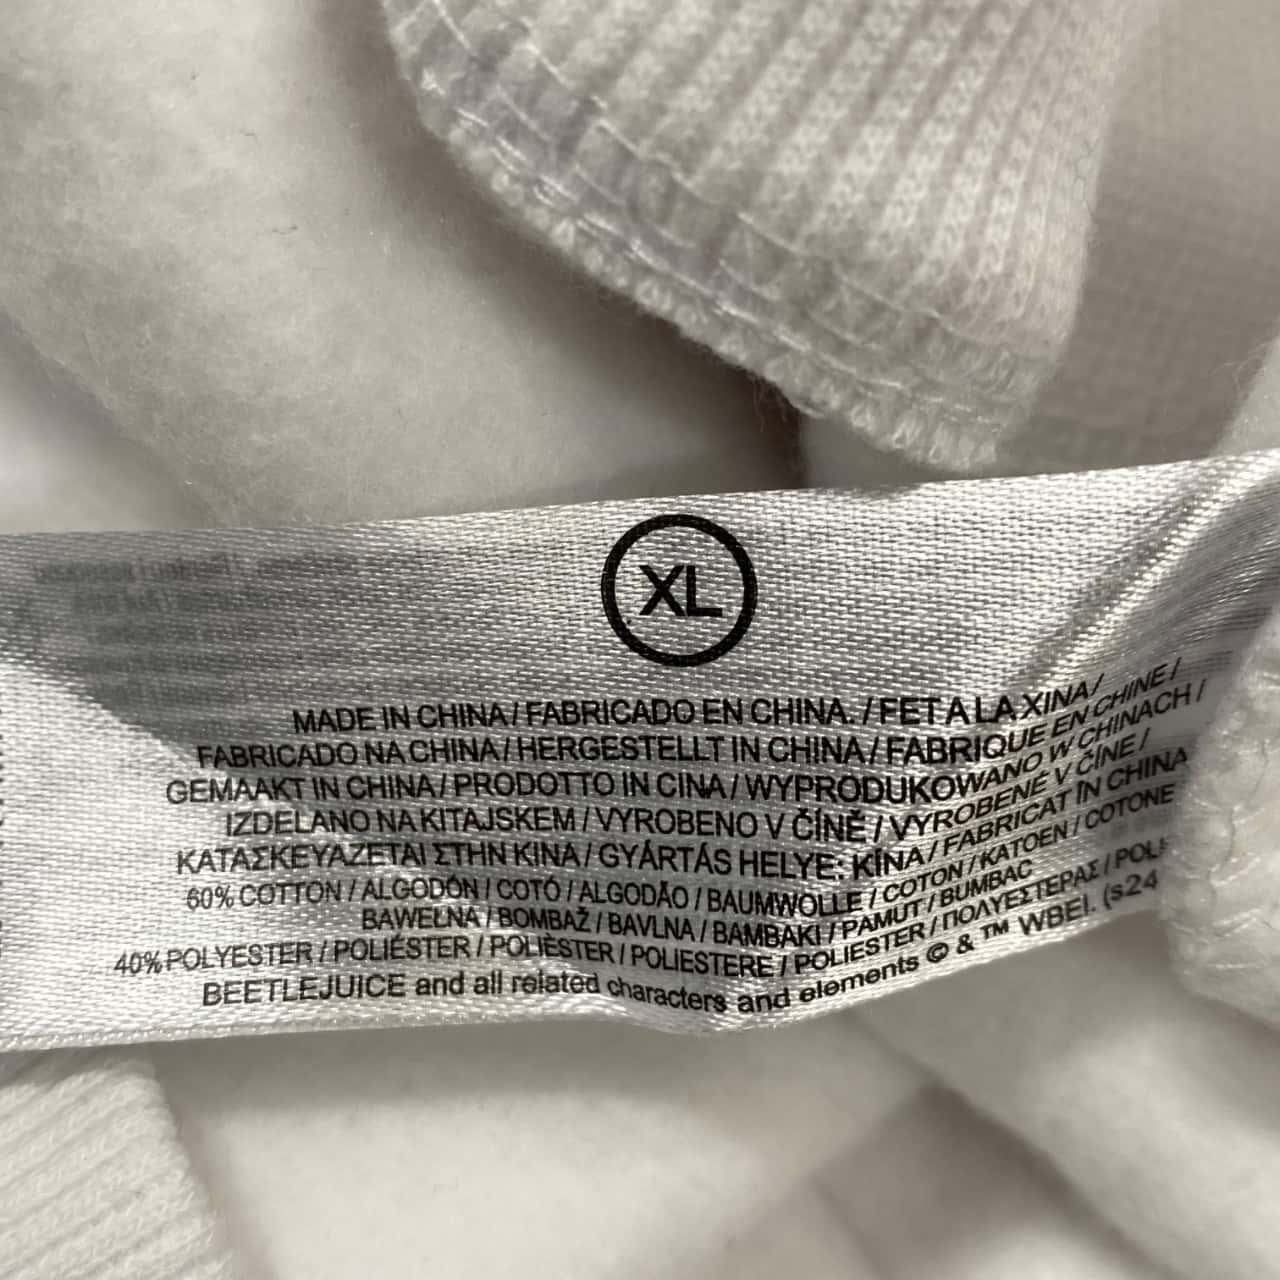 XL
MADE IN CHINA / FABRICADO EN CHINA. / FET A LA XINA /
FABRICADO NA CHINA / HERGESTELLT IN CHINA / FABRIQUE EN CHINE /
GEMAAKT IN CHINA / PRODOTTO IN CINA / WYPRODUKOWANO W CHINACH /
IZDELANO NA KITAJSKEM / VYROBENO V ČÍNĚ / VYROBENÉ V ČÍNE /
ΚΑΤΑΣΚΕΥΑΖΕΤΑΙ ΣΤΗΝ ΚΙΝΑ / GYÁRTÁS HELYE: KÍNA / FABRICAT ÎN CHINA
60% COTTON / ALGODÓN / COTÓ / ALGODÃO / BAUMWOLLE / COTON / KATOEN / COTONE
BAWEŁNA / BOMBAŽ / BAVLNA / BAMBAKI / PAMUT / BUMBAC
40% POLYESTER / POLIÉSTER / POLIÈSTER / POLIESTERE / POLIESTER / ΠΟΛΥΕΣΤΕΡΑΣ /
BEETLEJUICE and all related characters and elements © & ™ WBEI. (s24